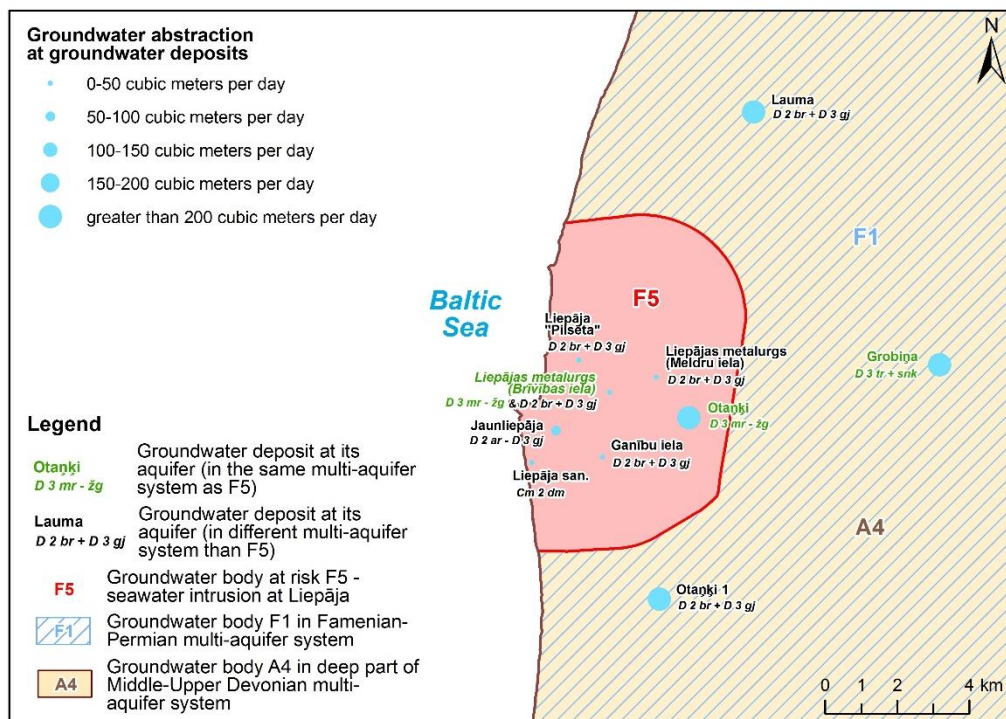 Groundwater abstraction
at groundwater deposits
0-50 cubic meters per day
50-100 cubic meters per day
100-150 cubic meters per day
150-200 cubic meters per day
greater than 200 cubic meters per day
N
Lauma
D 2 br + D 3 gj
F1
F5
Baltic
Sea
Liepāja
"Pilsēta"
D 2 br + D 3 gj
Liepājas metalurgs
(Meldru iela)
D 2 br + D 3 gj
Grobiņa
D 3 tr + snk
Liepājas metalurgs
(Brīvības iela)
D 3 mr - žg & D 2 br + D 3 gj
Otaņķi
D 3 mr - žg
Jaunliepāja
D 2 ar - D 3 gj
Ganību iela
D 2 br + D 3 gj
Liepāja san.
Cm 2 dm
A4
Otaņķi 1
D 2 br + D 3 gj
Legend
Otaņķi
D 3 mr - žg
Groundwater deposit at its
aquifer (in the same multi-aquifer
system as F5)
Lauma
D 2 br + D 3 gj
Groundwater deposit at its
aquifer (in different multi-aquifer
system than F5)
F5
Groundwater body at risk F5 -
seawater intrusion at Liepāja
F1
Groundwater body F1 in Famenian-
Permian multi-aquifer system
A4
Groundwater body A4 in deep part of
Middle-Upper Devonian multi-
aquifer system
0 1 2 4 km